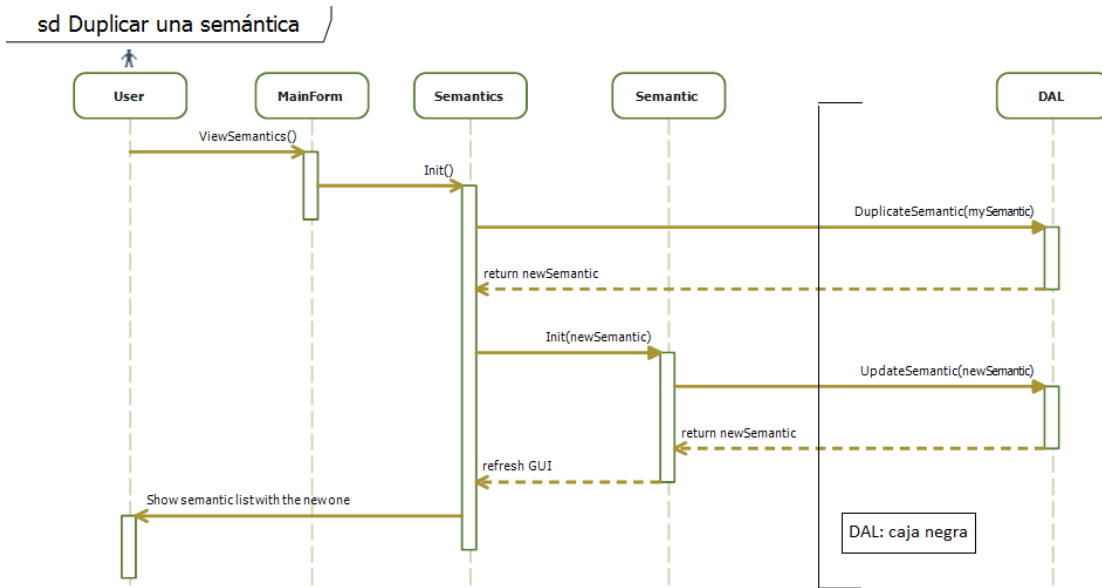 sd Duplicar una semántica
User
MainForm
Semantics
Semantic
DAL
ViewSemantics()
Init()
DuplicateSemantic(mySemantic)
return newSemantic
Init(newSemantic)
UpdateSemantic(newSemantic)
return newSemantic
refresh GUI
Show semantic list with the new one
DAL: caja negra